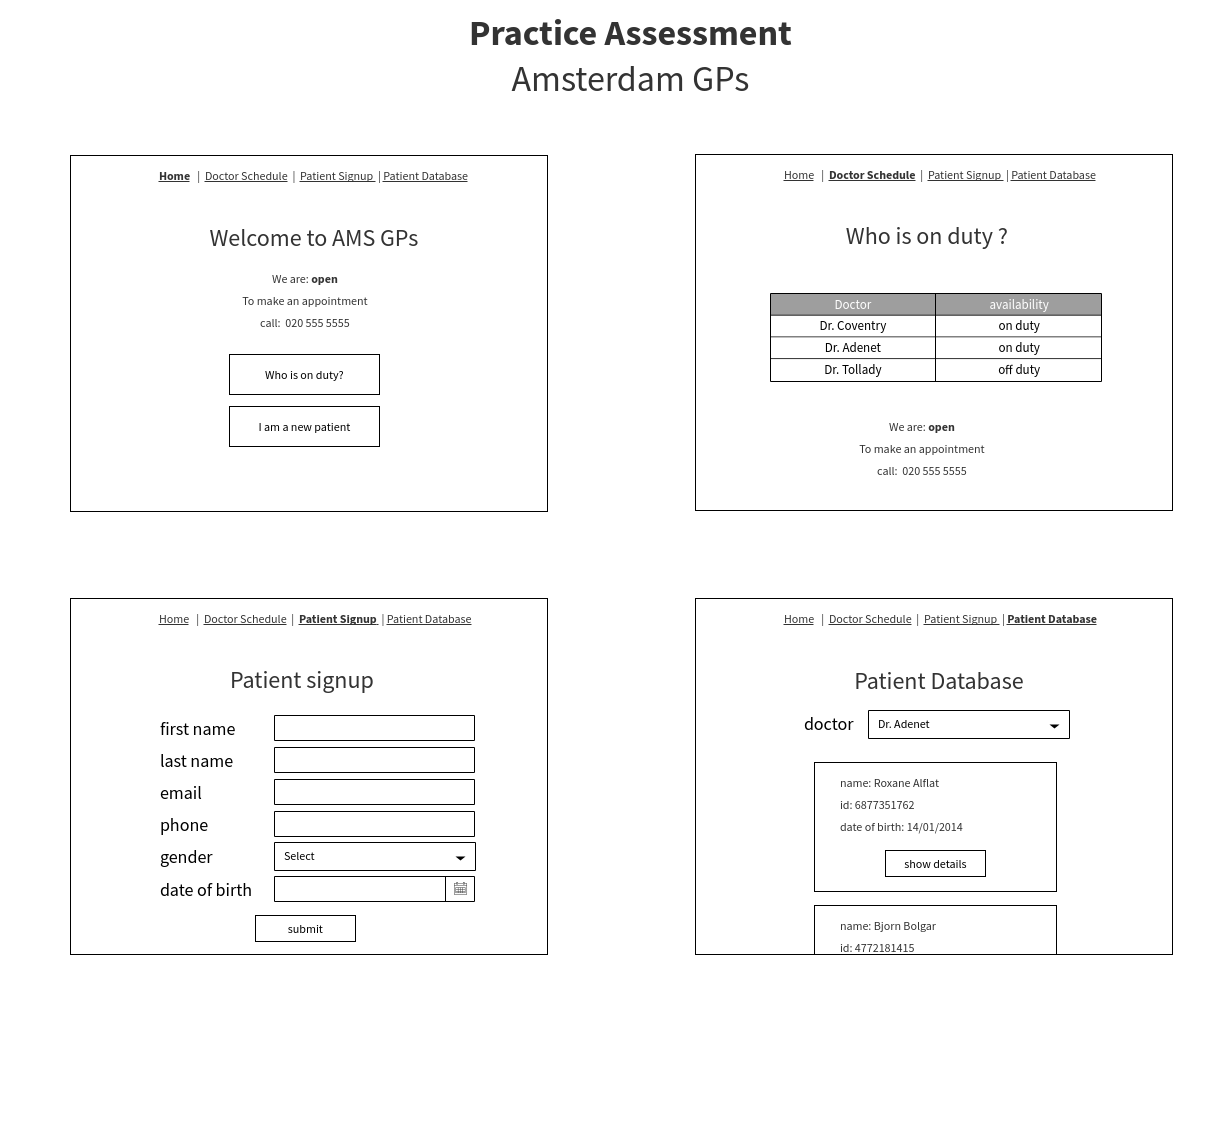 Practice Assessment
Amsterdam GPs
Home | Doctor Schedule | Patient Signup | Patient Database
Welcome to AMS GPs
We are: open
To make an appointment
call: 020 555 5555
Who is on duty?
I am a new patient
Home | Doctor Schedule | Patient Signup | Patient Database
Who is on duty ?
Doctor availability
Dr. Coventry on duty
Dr. Adenet on duty
Dr. Tollady off duty
We are: open
To make an appointment
call: 020 555 5555
Home | Doctor Schedule | Patient Signup | Patient Database
Patient signup
first name
last name
email
phone
gender Select
date of birth
submit
Home | Doctor Schedule | Patient Signup | Patient Database
Patient Database
doctor Dr. Adenet
name: Roxane Alflat
id: 6877351762
date of birth: 14/01/2014
show details
name: Bjorn Bolgar
id: 4772181415